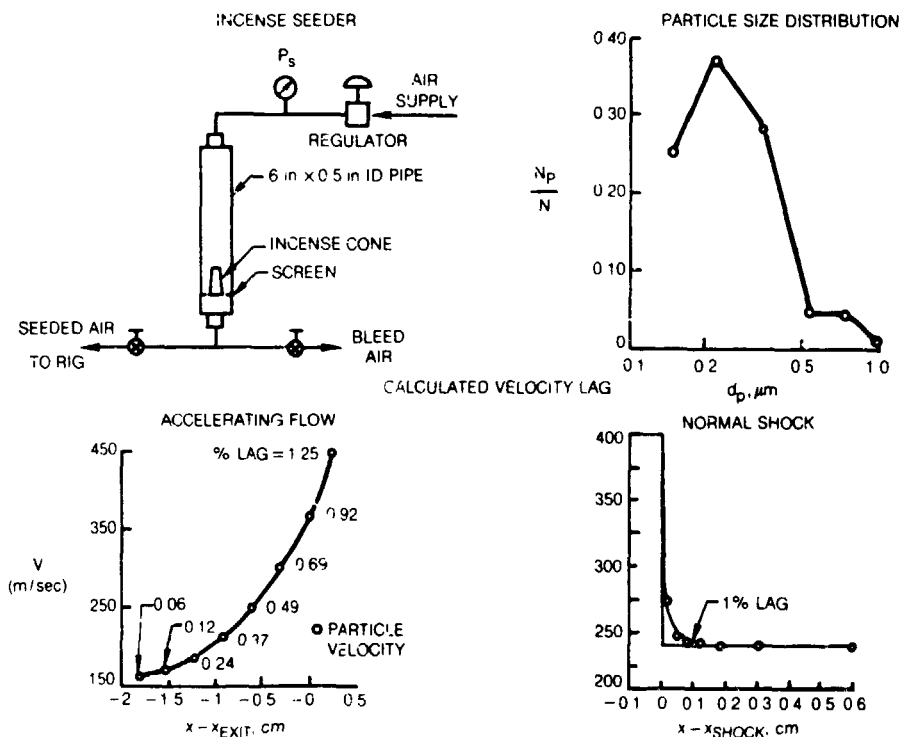 INCENSE SEEDER
P_s
AIR
SUPPLY
REGULATOR
6 in × 0.5 in ID PIPE
INCENSE CONE
SCREEN
SEEDED AIR
TO RIG
BLEED
AIR
PARTICLE SIZE DISTRIBUTION
0 40
0 30
N_P
N
0 20
0 10
0
0 1
0 2
0 5
1 0
d_p, μm
CALCULATED VELOCITY LAG
ACCELERATING FLOW
450
% LAG = 1 25
0 92
350
V
(m/sec)
0 69
250
0 49
0 06
0 12
0 37
0 24
PARTICLE
VELOCITY
150
-2
-1 5
-1
-0 5
-0
0.5
x - x_EXIT, cm
NORMAL SHOCK
400
350
300
1% LAG
250
200
-0 1
0
0 1
0 2
0 3
0 4
0 5
0 6
x - x_SHOCK, cm